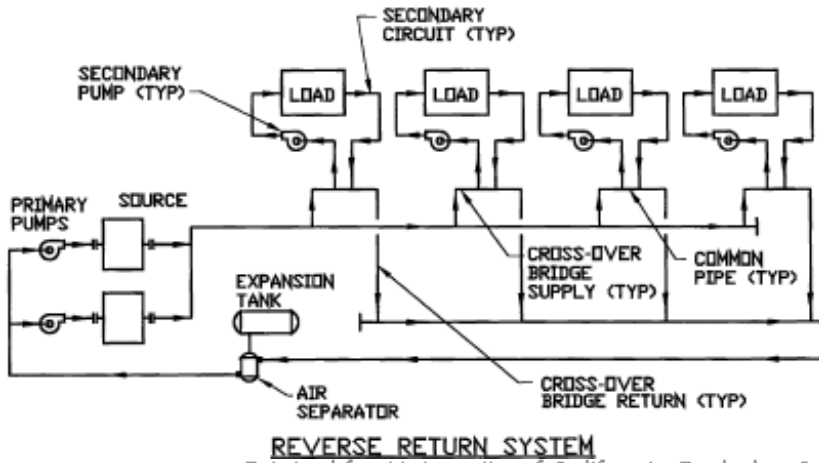 SECONDARY
CIRCUIT (TYP)
SECONDARY
PUMP (TYP)
LOAD
LOAD
LOAD
LOAD
PRIMARY
PUMPS
SOURCE
EXPANSION
TANK
CROSS-OVER
BRIDGE
SUPPLY (TYP)
COMMON
PIPE (TYP)
AIR
SEPARATOR
CROSS-OVER
BRIDGE RETURN (TYP)
REVERSE RETURN SYSTEM